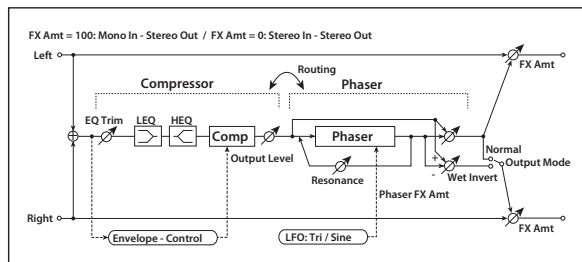 FX Amt = 100: Mono In - Stereo Out / FX Amt = 0: Stereo In - Stereo Out
Left
FX Amt
Routing
Compressor
Phaser
EQ Trim
LEQ
HEQ
Comp
Phaser
Output Level
Normal
Output Mode
Resonance
+
-
Wet Invert
Phaser FX Amt
Right
FX Amt
Envelope - Control
LFO: Tri / Sine